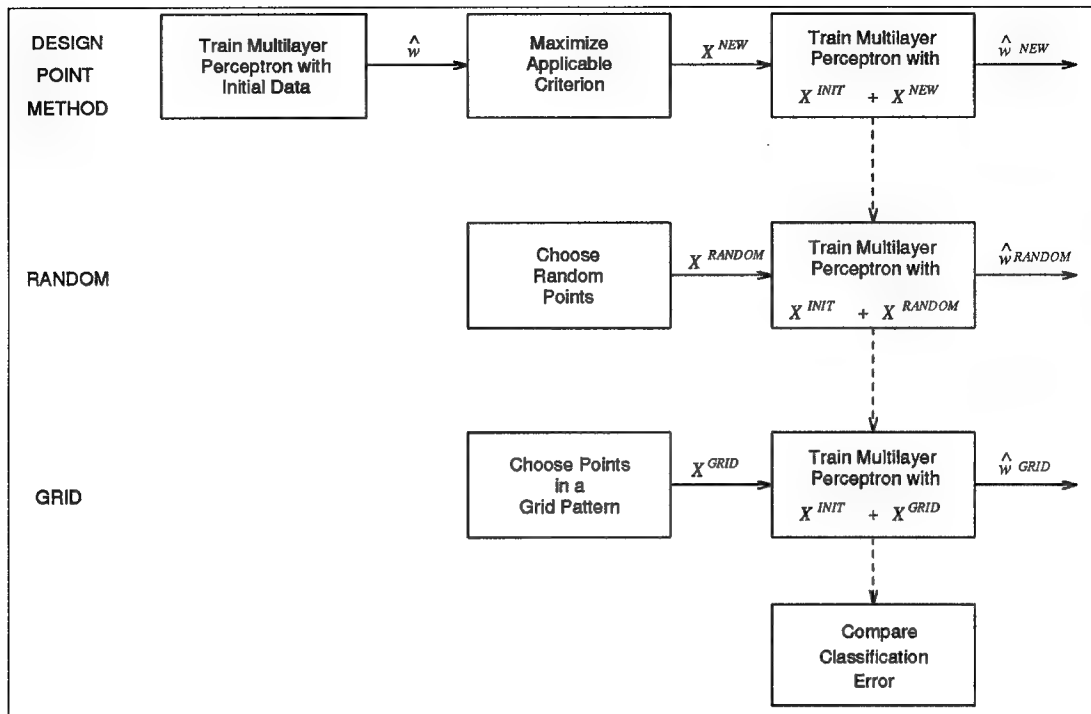 DESIGN
POINT
METHOD
Train Multilayer
Perceptron with
Initial Data
ŵ
Maximize
Applicable
Criterion
X^NEW
Train Multilayer
Perceptron with
X^INIT + X^NEW
ŵ^NEW
RANDOM
Choose
Random
Points
X^RANDOM
Train Multilayer
Perceptron with
X^INIT + X^RANDOM
ŵ^RANDOM
GRID
Choose Points
in a
Grid Pattern
X^GRID
Train Multilayer
Perceptron with
X^INIT + X^GRID
ŵ^GRID
Compare
Classification
Error